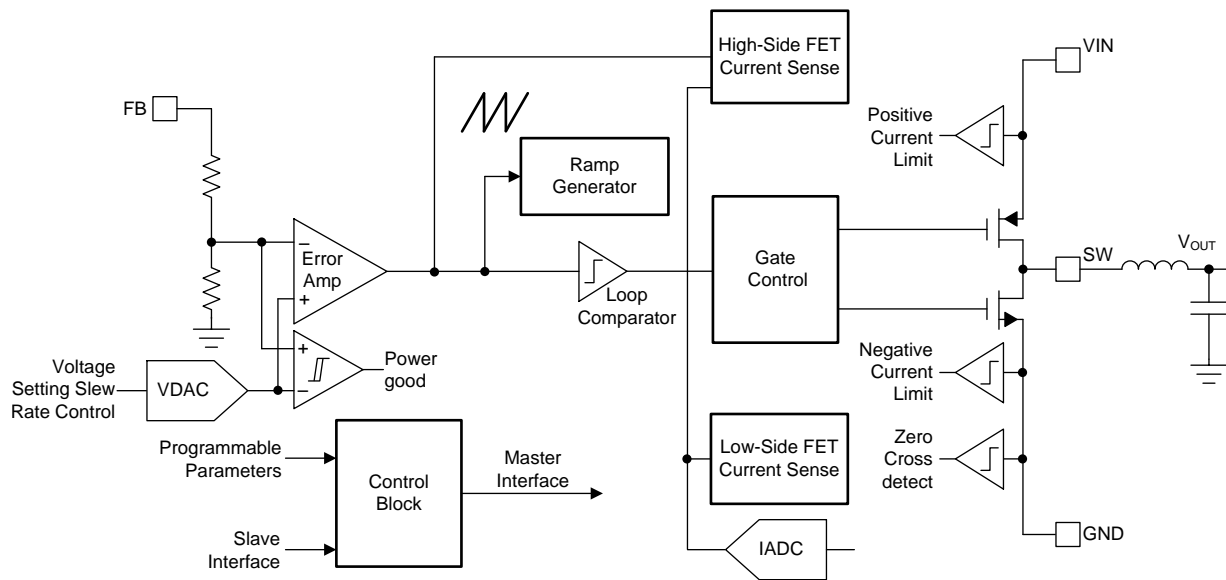 High-Side FET
Current Sense
VIN
FB
Positive
Current
Limit
Ramp
Generator
−
Error
Amp
+
Loop
Comparator
Gate
Control
SW
VOUT
+
−
Power
good
Voltage
Setting Slew
Rate Control
VDAC
Negative
Current
Limit
Programmable
Parameters
Control
Block
Master
Interface
Low-Side FET
Current Sense
Zero
Cross
detect
Slave
Interface
IADC
GND